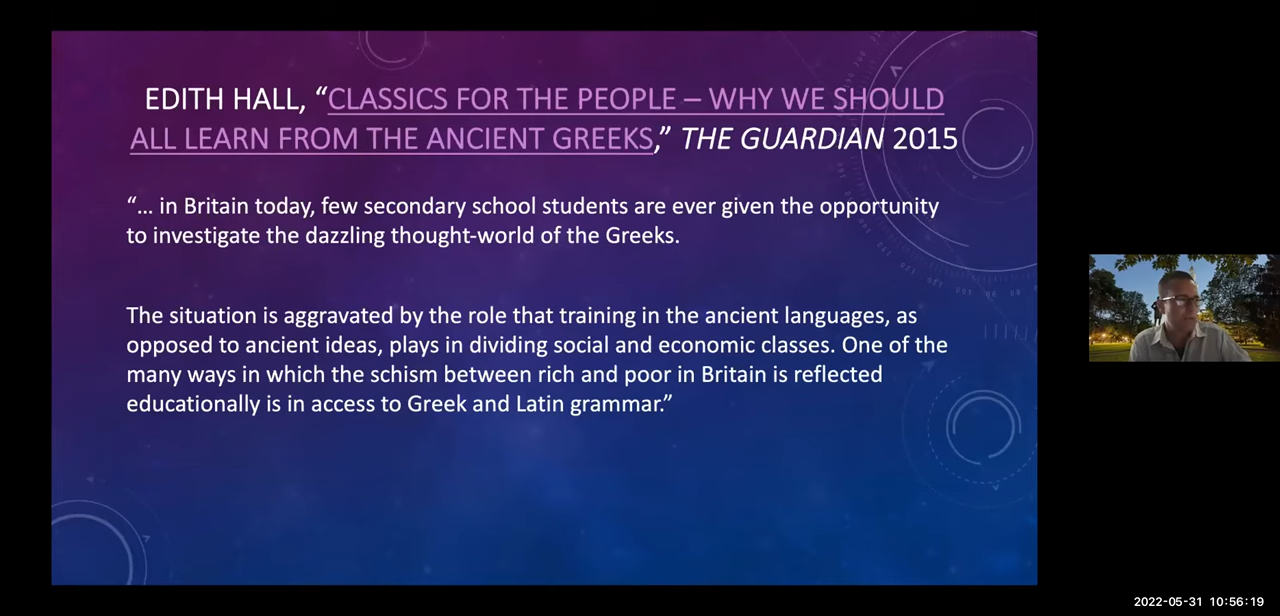 EDITH HALL, “CLASSICS FOR THE PEOPLE – WHY WE SHOULD
ALL LEARN FROM THE ANCIENT GREEKS,” THE GUARDIAN 2015
“… in Britain today, few secondary school students are ever given the opportunity
to investigate the dazzling thought-world of the Greeks.
The situation is aggravated by the role that training in the ancient languages, as
opposed to ancient ideas, plays in dividing social and economic classes. One of the
many ways in which the schism between rich and poor in Britain is reflected
educationally is in access to Greek and Latin grammar.”
2022-05-31 10:56:19